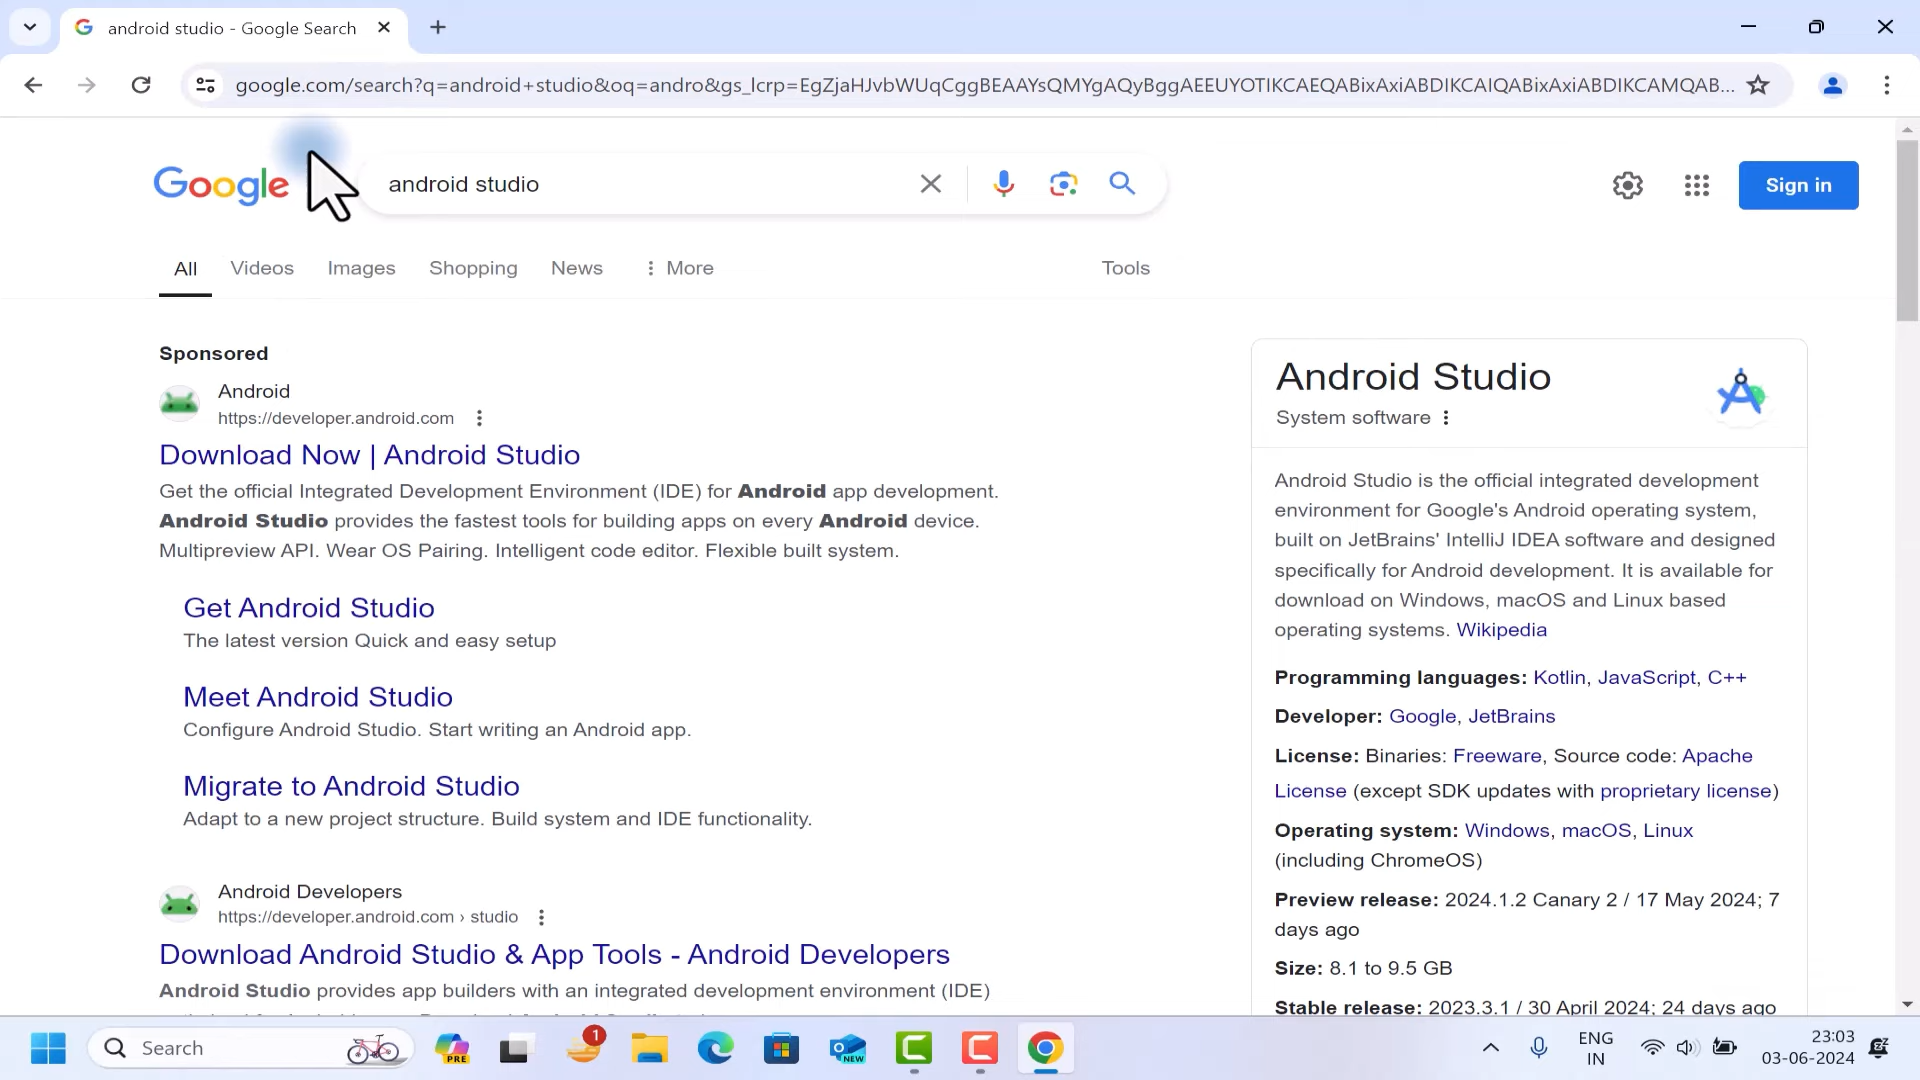 android studio - Google Search
google.com/search?q=android+studio&oq=andro&gs_lcrp=EgZjaHJvbWUqCggBEAAYsQMYgAQyBggAEEUYOTIKCAEQABixAxiABDIKCAIQABixAxiABDIKCAMQAB...
Google
android studio
Sign in
All
Videos
Images
Shopping
News
More
Tools
Sponsored
Android
https://developer.android.com
Download Now | Android Studio
Get the official Integrated Development Environment (IDE) for Android app development.
Android Studio provides the fastest tools for building apps on every Android device.
Multipreview API. Wear OS Pairing. Intelligent code editor. Flexible built system.
Get Android Studio
The latest version Quick and easy setup
Meet Android Studio
Configure Android Studio. Start writing an Android app.
Migrate to Android Studio
Adapt to a new project structure. Build system and IDE functionality.
Android Developers
https://developer.android.com › studio
Download Android Studio & App Tools - Android Developers
Android Studio provides app builders with an integrated development environment (IDE)
Android Studio
System software
Android Studio is the official integrated development
environment for Google's Android operating system,
built on JetBrains' IntelliJ IDEA software and designed
specifically for Android development. It is available for
download on Windows, macOS and Linux based
operating systems. Wikipedia
Programming languages: Kotlin, JavaScript, C++
Developer: Google, JetBrains
License: Binaries: Freeware, Source code: Apache
License (except SDK updates with proprietary license)
Operating system: Windows, macOS, Linux
(including ChromeOS)
Preview release: 2024.1.2 Canary 2 / 17 May 2024; 7
days ago
Size: 8.1 to 9.5 GB
Stable release: 2023.3.1 / 30 April 2024; 24 days ago
Search
PRE
1
NEW
ENG
IN
23:03
03-06-2024